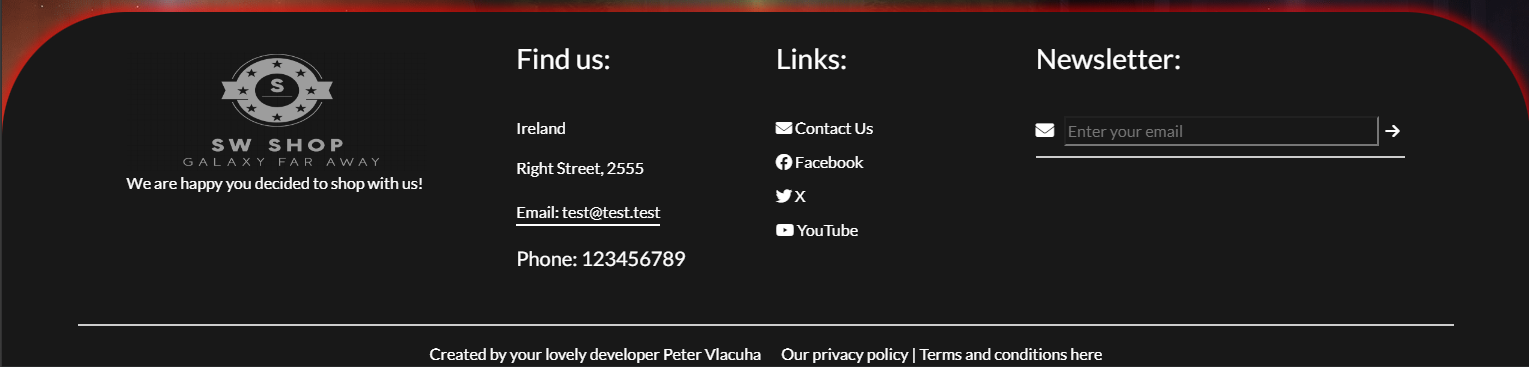 S
SW SHOP
GALAXY FAR AWAY
We are happy you decided to shop with us!
Find us:
Ireland
Right Street, 2555
Email: test@test.test
Phone: 123456789
Links:
Contact Us
Facebook
X
YouTube
Newsletter:
Enter your email
Created by your lovely developer Peter Vlacuha Our privacy policy | Terms and conditions here